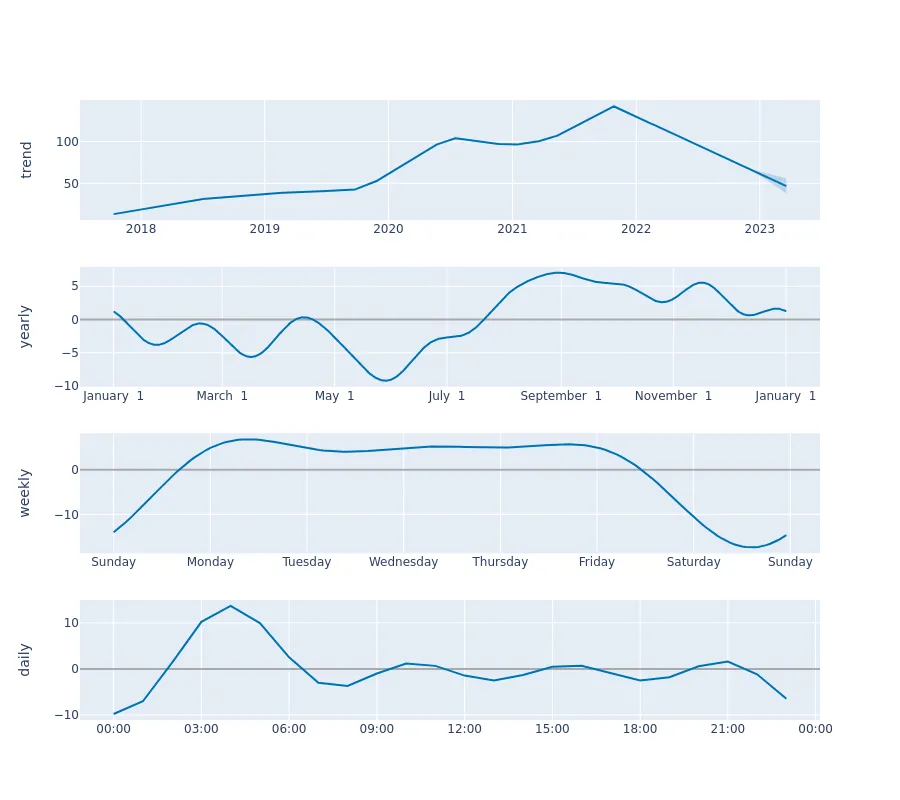 trend
100
50
2018 2019 2020 2021 2022 2023
yearly
5
0
−5
−10
January 1 March 1 May 1 July 1 September 1 November 1 January 1
weekly
0
−10
Sunday Monday Tuesday Wednesday Thursday Friday Saturday Sunday
daily
10
0
−10
00:00 03:00 06:00 09:00 12:00 15:00 18:00 21:00 00:00